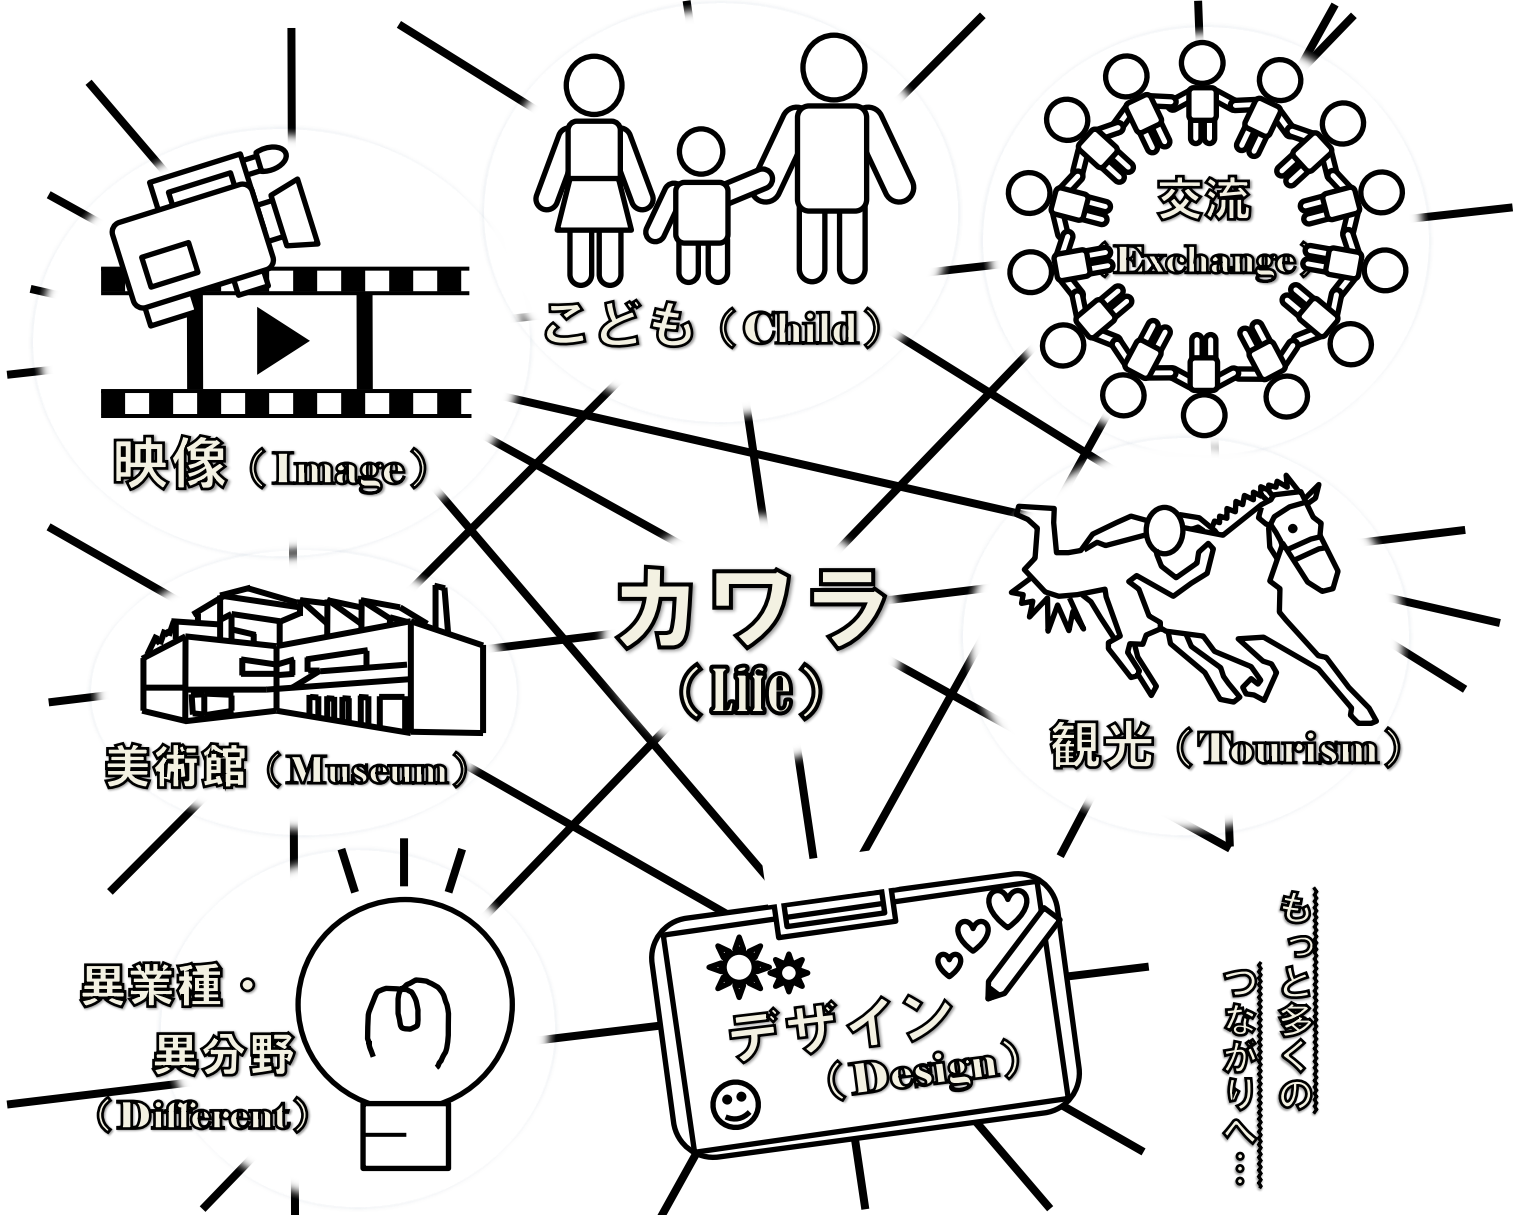 こども（Child）
交流
（Exchange）
映像（Image）
カワラ
（Life）
美術館（Museum）
観光（Tourism）
異業種・
異分野
（Different）
デザイン
（Design）
もっと多くの
つながりへ…